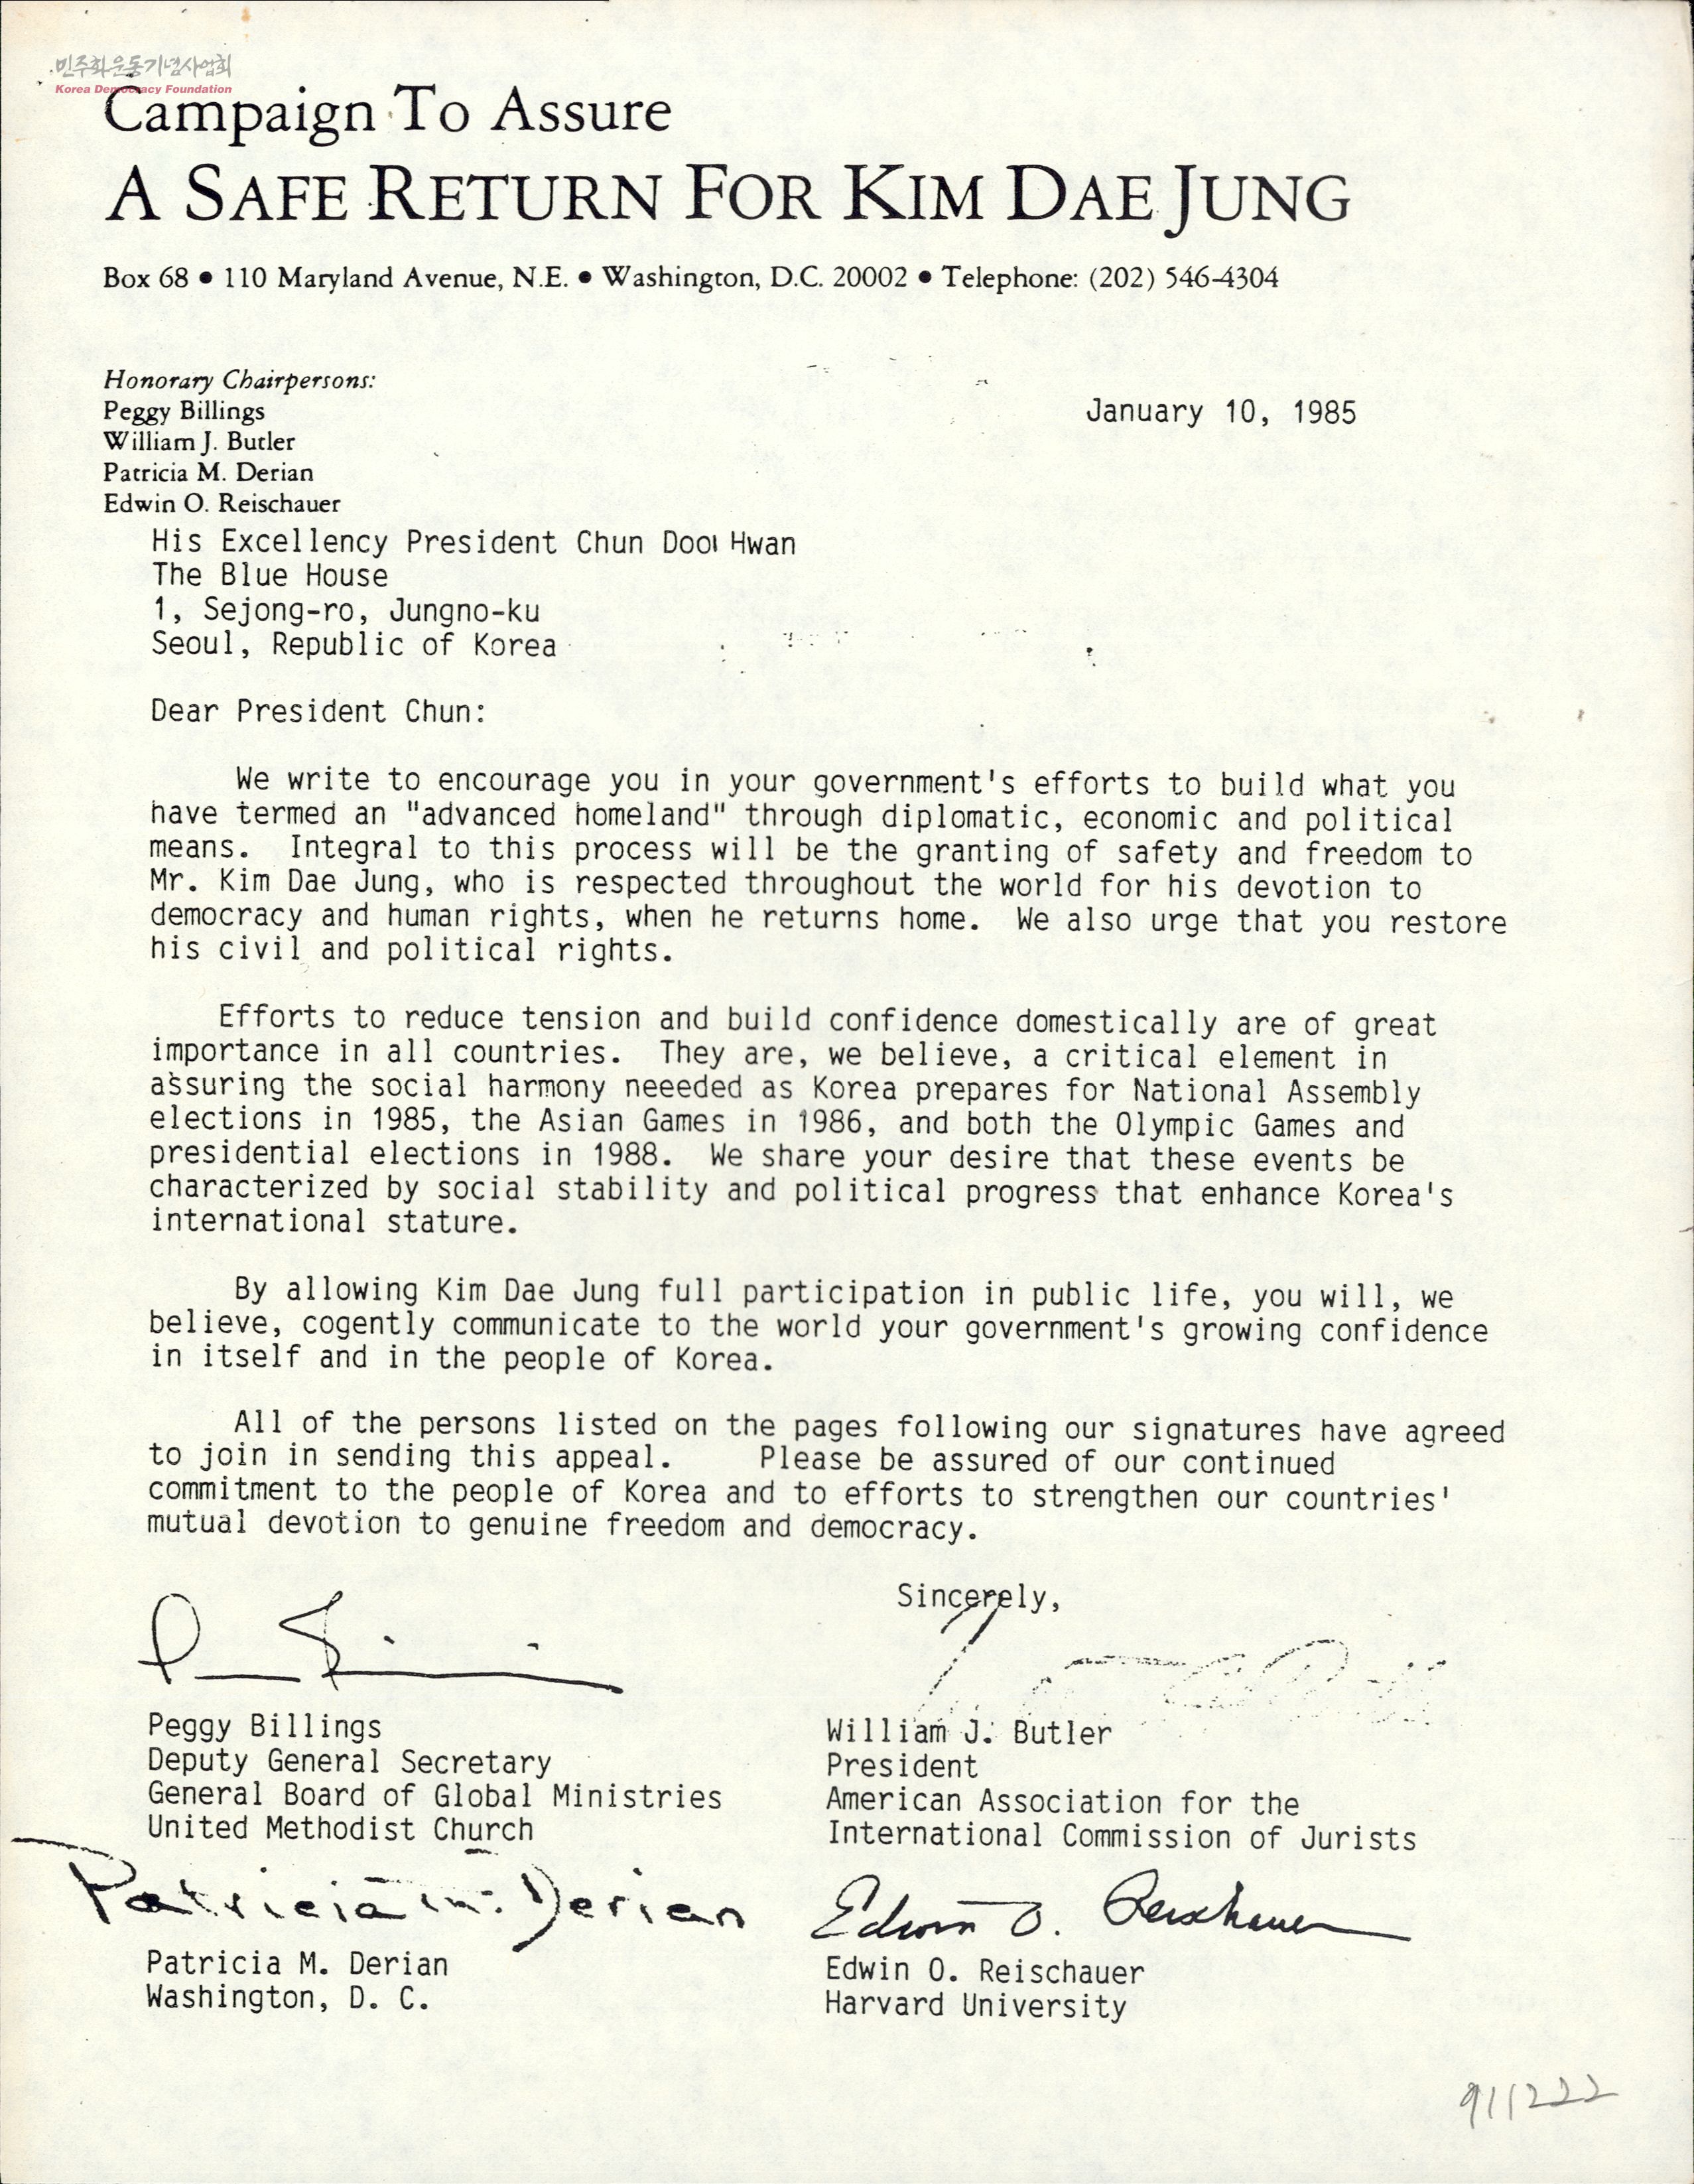 민주화운동기념사업회
Korea Democracy Foundation
Campaign To Assure
A SAFE RETURN FOR KIM DAE JUNG
Box 68 ● 110 Maryland Avenue, N.E. ● Washington, D.C. 20002 ● Telephone: (202) 546-4304
Honorary Chairpersons:
Peggy Billings
William J. Butler
Patricia M. Derian
Edwin O. Reischauer
January 10, 1985
His Excellency President Chun Doo Hwan
The Blue House
1, Sejong-ro, Jungno-ku
Seoul, Republic of Korea
Dear President Chun:
We write to encourage you in your government's efforts to build what you
have termed an "advanced homeland" through diplomatic, economic and political
means. Integral to this process will be the granting of safety and freedom to
Mr. Kim Dae Jung, who is respected throughout the world for his devotion to
democracy and human rights, when he returns home. We also urge that you restore
his civil and political rights.
Efforts to reduce tension and build confidence domestically are of great
importance in all countries. They are, we believe, a critical element in
assuring the social harmony neeeded as Korea prepares for National Assembly
elections in 1985, the Asian Games in 1986, and both the Olympic Games and
presidential elections in 1988. We share your desire that these events be
characterized by social stability and political progress that enhance Korea's
international stature.
By allowing Kim Dae Jung full participation in public life, you will, we
believe, cogently communicate to the world your government's growing confidence
in itself and in the people of Korea.
All of the persons listed on the pages following our signatures have agreed
to join in sending this appeal. Please be assured of our continued
commitment to the people of Korea and to efforts to strengthen our countries'
mutual devotion to genuine freedom and democracy.
Sincerely,
Peggy Billings
Deputy General Secretary
General Board of Global Ministries
United Methodist Church
William J. Butler
President
American Association for the
International Commission of Jurists
Patricia M. Derian
Edwin O. Reischauer
Patricia M. Derian
Washington, D. C.
Edwin O. Reischauer
Harvard University
911222